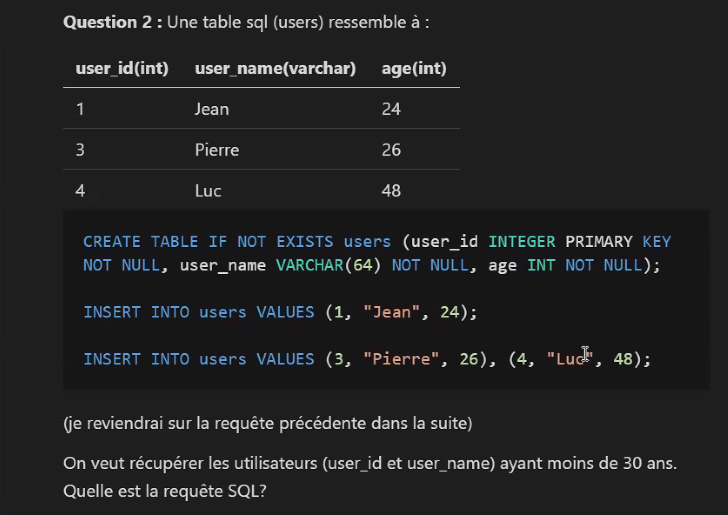 Question 2 : Une table sql (users) ressemble à :
user_id(int) user_name(varchar) age(int)
1 Jean 24
3 Pierre 26
4 Luc 48
CREATE TABLE IF NOT EXISTS users (user_id INTEGER PRIMARY KEY
NOT NULL, user_name VARCHAR(64) NOT NULL, age INT NOT NULL);
INSERT INTO users VALUES (1, "Jean", 24);
INSERT INTO users VALUES (3, "Pierre", 26), (4, "Luc", 48);
(je reviendrai sur la requête précédente dans la suite)
On veut récupérer les utilisateurs (user_id et user_name) ayant moins de 30 ans.
Quelle est la requête SQL?